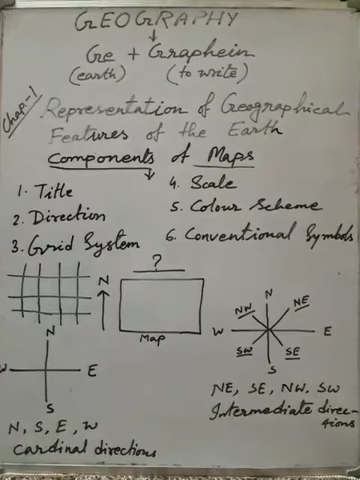 GEOGRAPHY
Ge + Graphein
(earth) (to write)
Chap-1
Representation of Geographical
Features of the Earth
Components of Maps
1. Title
2. Direction
3. Grid System
4. Scale
5. Colour Scheme
6. Conventional Symbols
?
N
Map
N
W E
S
N, S, E, W
Cardinal directions
N
NW NE
W E
SW SE
S
NE, SE, NW, SW
Intermediate direc-
tions